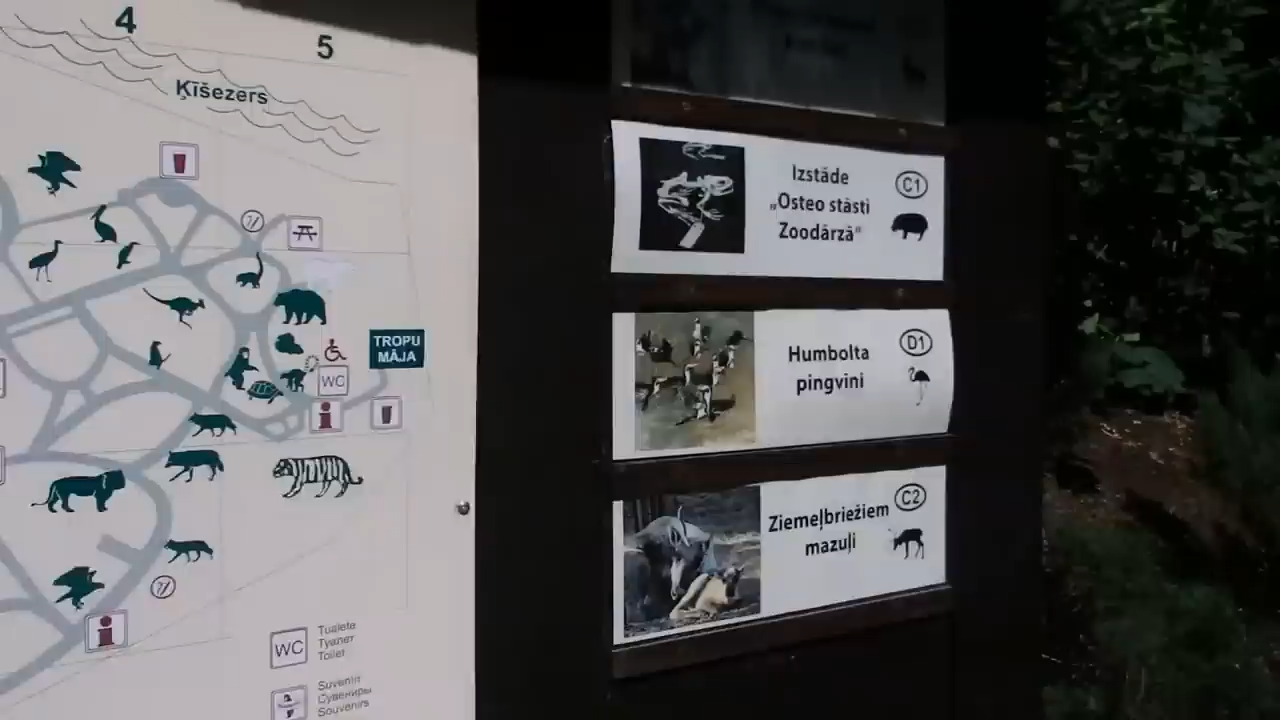 4
5
Ķīšezers
TROPU
MĀJA
WC
WC
Tualete
Туалет
Toilet
Suvenīri
Сувениры
Souvenirs
Izstāde
„Osteo stāsti
Zoodārzā“
C1
Humbolta
pingvīni
D1
Ziemeļbriežiem
mazuļi
C2